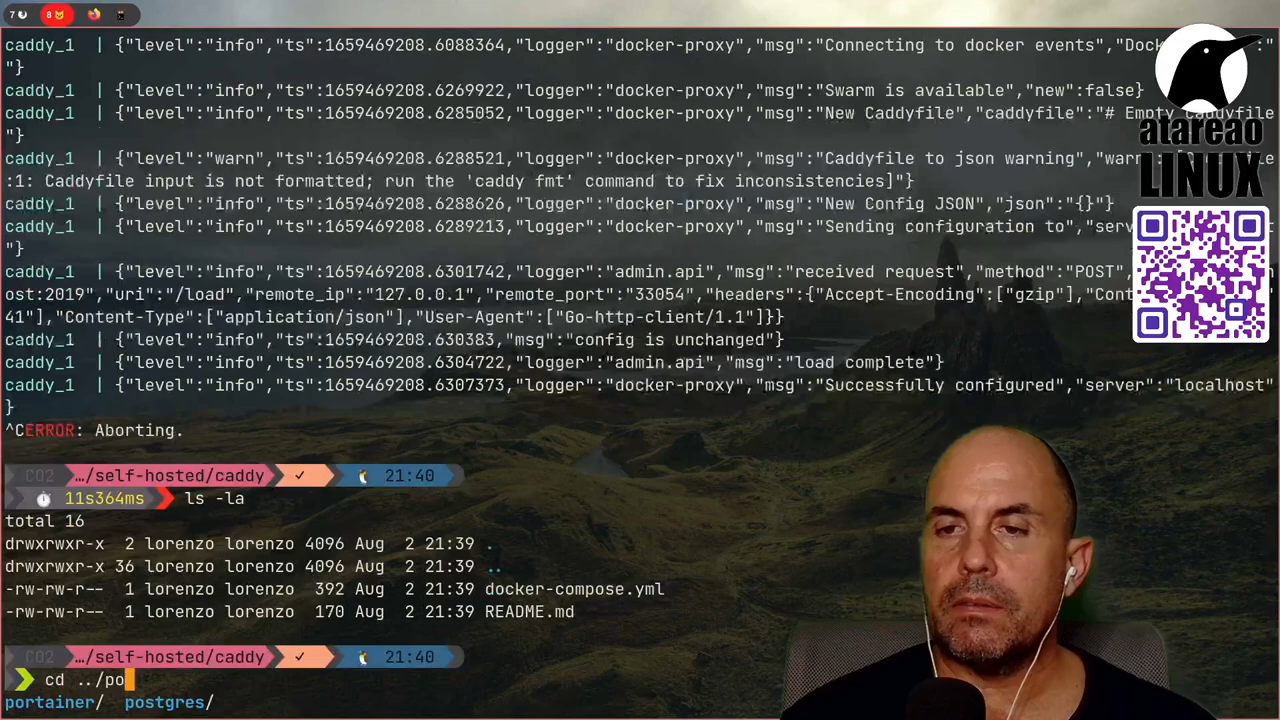 7 8
caddy_1 | {"level":"info","ts":1659469208.6088364,"logger":"docker-proxy","msg":"Connecting to docker events","Dock
"}
caddy_1 | {"level":"info","ts":1659469208.6269922,"logger":"docker-proxy","msg":"Swarm is available","new":false}
caddy_1 | {"level":"info","ts":1659469208.6285052,"logger":"docker-proxy","msg":"New Caddyfile","caddyfile":"# Empty caddyfile
"}
caddy_1 | {"level":"warn","ts":1659469208.6288521,"logger":"docker-proxy","msg":"Caddyfile to json warning","warn
:1: Caddyfile input is not formatted; run the 'caddy fmt' command to fix inconsistencies]"}
caddy_1 | {"level":"info","ts":1659469208.6288626,"logger":"docker-proxy","msg":"New Config JSON","json":"{}"}
caddy_1 | {"level":"info","ts":1659469208.6289213,"logger":"docker-proxy","msg":"Sending configuration to","serv
"}
caddy_1 | {"level":"info","ts":1659469208.6301742,"logger":"admin.api","msg":"received request","method":"POST",
ost:2019","uri":"/load","remote_ip":"127.0.0.1","remote_port":"33054","headers":{"Accept-Encoding":["gzip"],"Cont
41"],"Content-Type":["application/json"],"User-Agent":["Go-http-client/1.1"]}}
caddy_1 | {"level":"info","ts":1659469208.630383,"msg":"config is unchanged"}
caddy_1 | {"level":"info","ts":1659469208.6304722,"logger":"admin.api","msg":"load complete"}
caddy_1 | {"level":"info","ts":1659469208.6307373,"logger":"docker-proxy","msg":"Successfully configured","server":"localhost"
}
^CERROR: Aborting.
CO2 …/self-hosted/caddy ✓ 21:40
11s364ms ls -la
total 16
drwxrwxr-x 2 lorenzo lorenzo 4096 Aug 2 21:39 .
drwxrwxr-x 36 lorenzo lorenzo 4096 Aug 2 21:39 ..
-rw-rw-r-- 1 lorenzo lorenzo 392 Aug 2 21:39 docker-compose.yml
-rw-rw-r-- 1 lorenzo lorenzo 170 Aug 2 21:39 README.md
CO2 …/self-hosted/caddy ✓ 21:40
cd ../po
portainer/ postgres/
atareao
LINUX